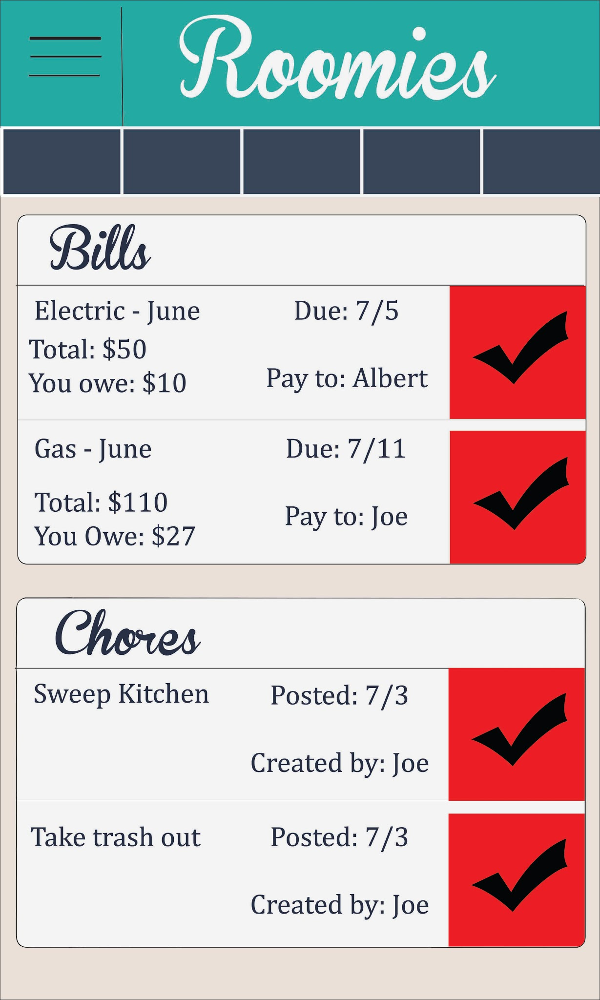 Roomies
Bills
Electric - June
Due: 7/5
Total: $50
You owe: $10
Pay to: Albert
Gas - June
Due: 7/11
Total: $110
You Owe: $27
Pay to: Joe
Chores
Sweep Kitchen
Posted: 7/3
Created by: Joe
Take trash out
Posted: 7/3
Created by: Joe